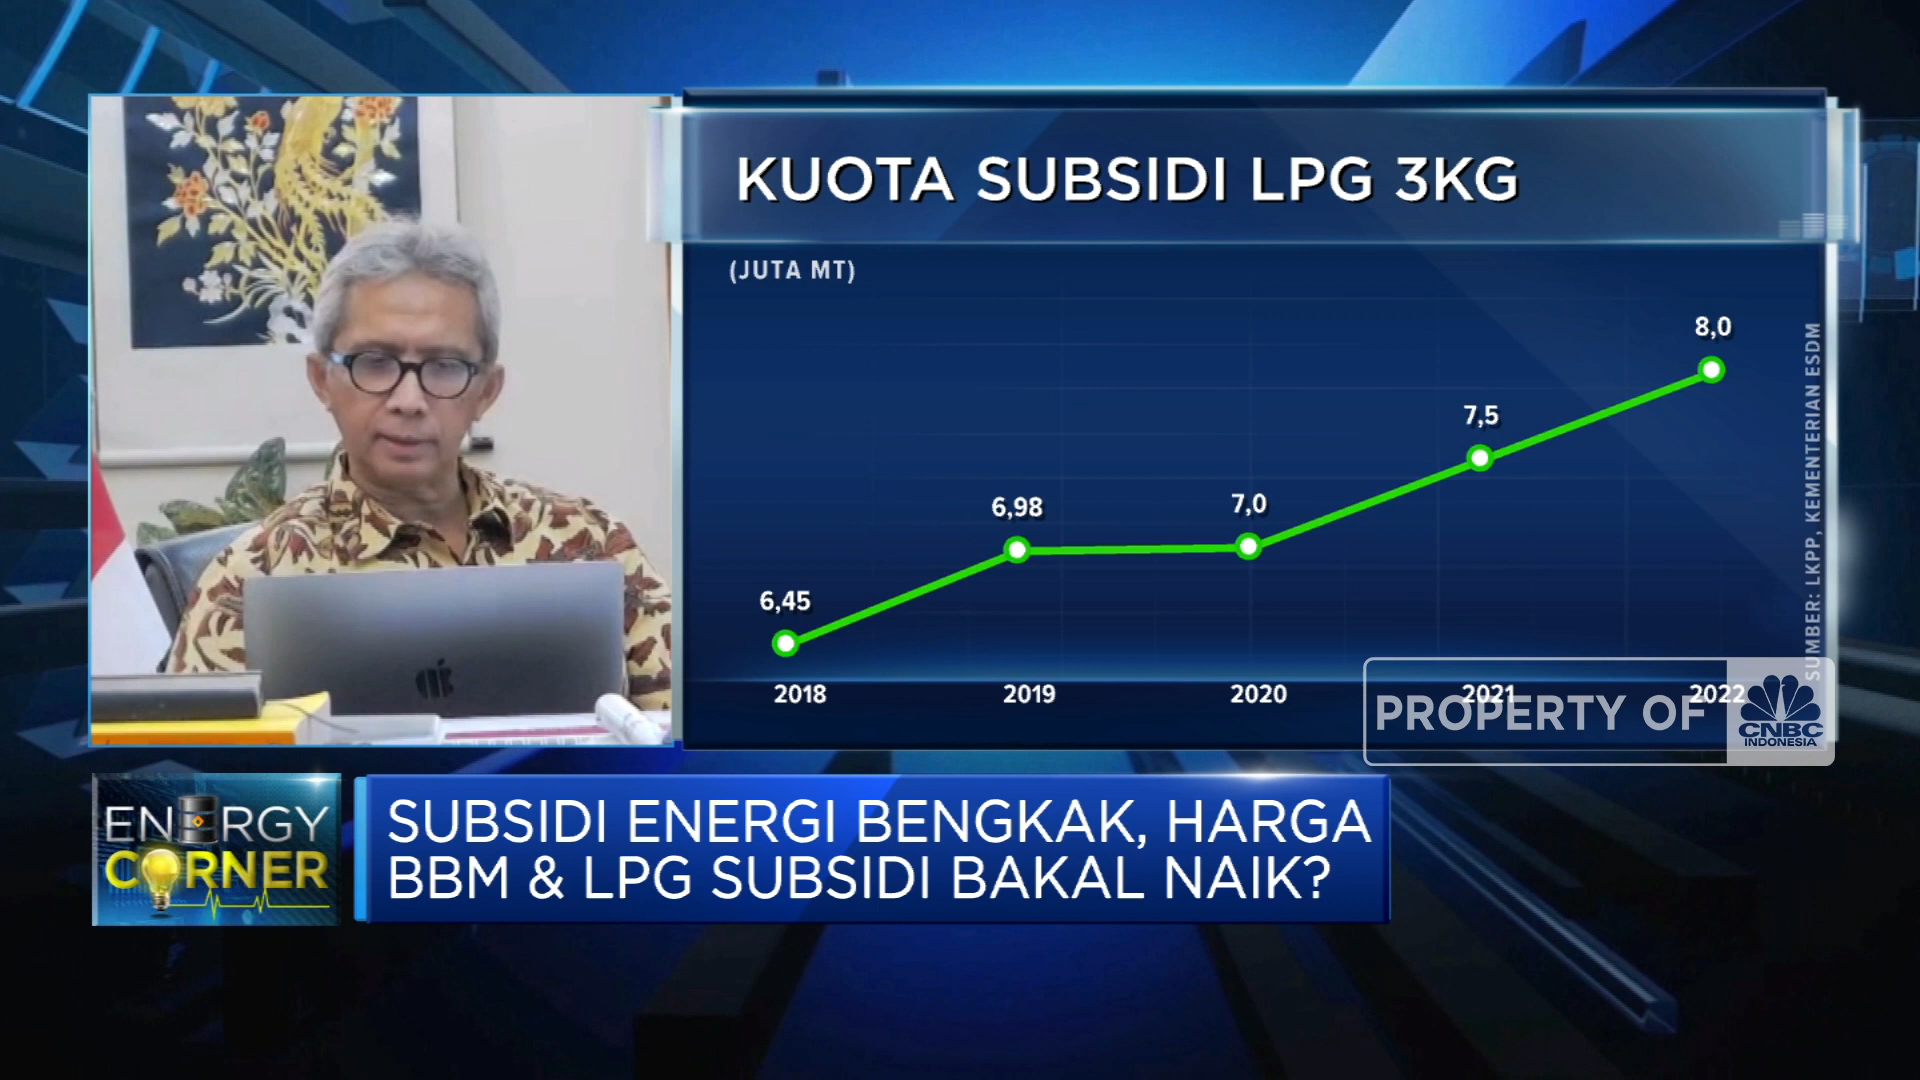 KUOTA SUBSIDI LPG 3KG
(JUTA MT)
6,45
6,98
7,0
7,5
8,0
2018
2019
2020
2021
2022
SUMBER: LKPP, KEMENTERIAN ESDM
PROPERTY OF
CNBC
INDONESIA
ENERGY
CORNER
SUBSIDI ENERGI BENGKAK, HARGA
BBM & LPG SUBSIDI BAKAL NAIK?